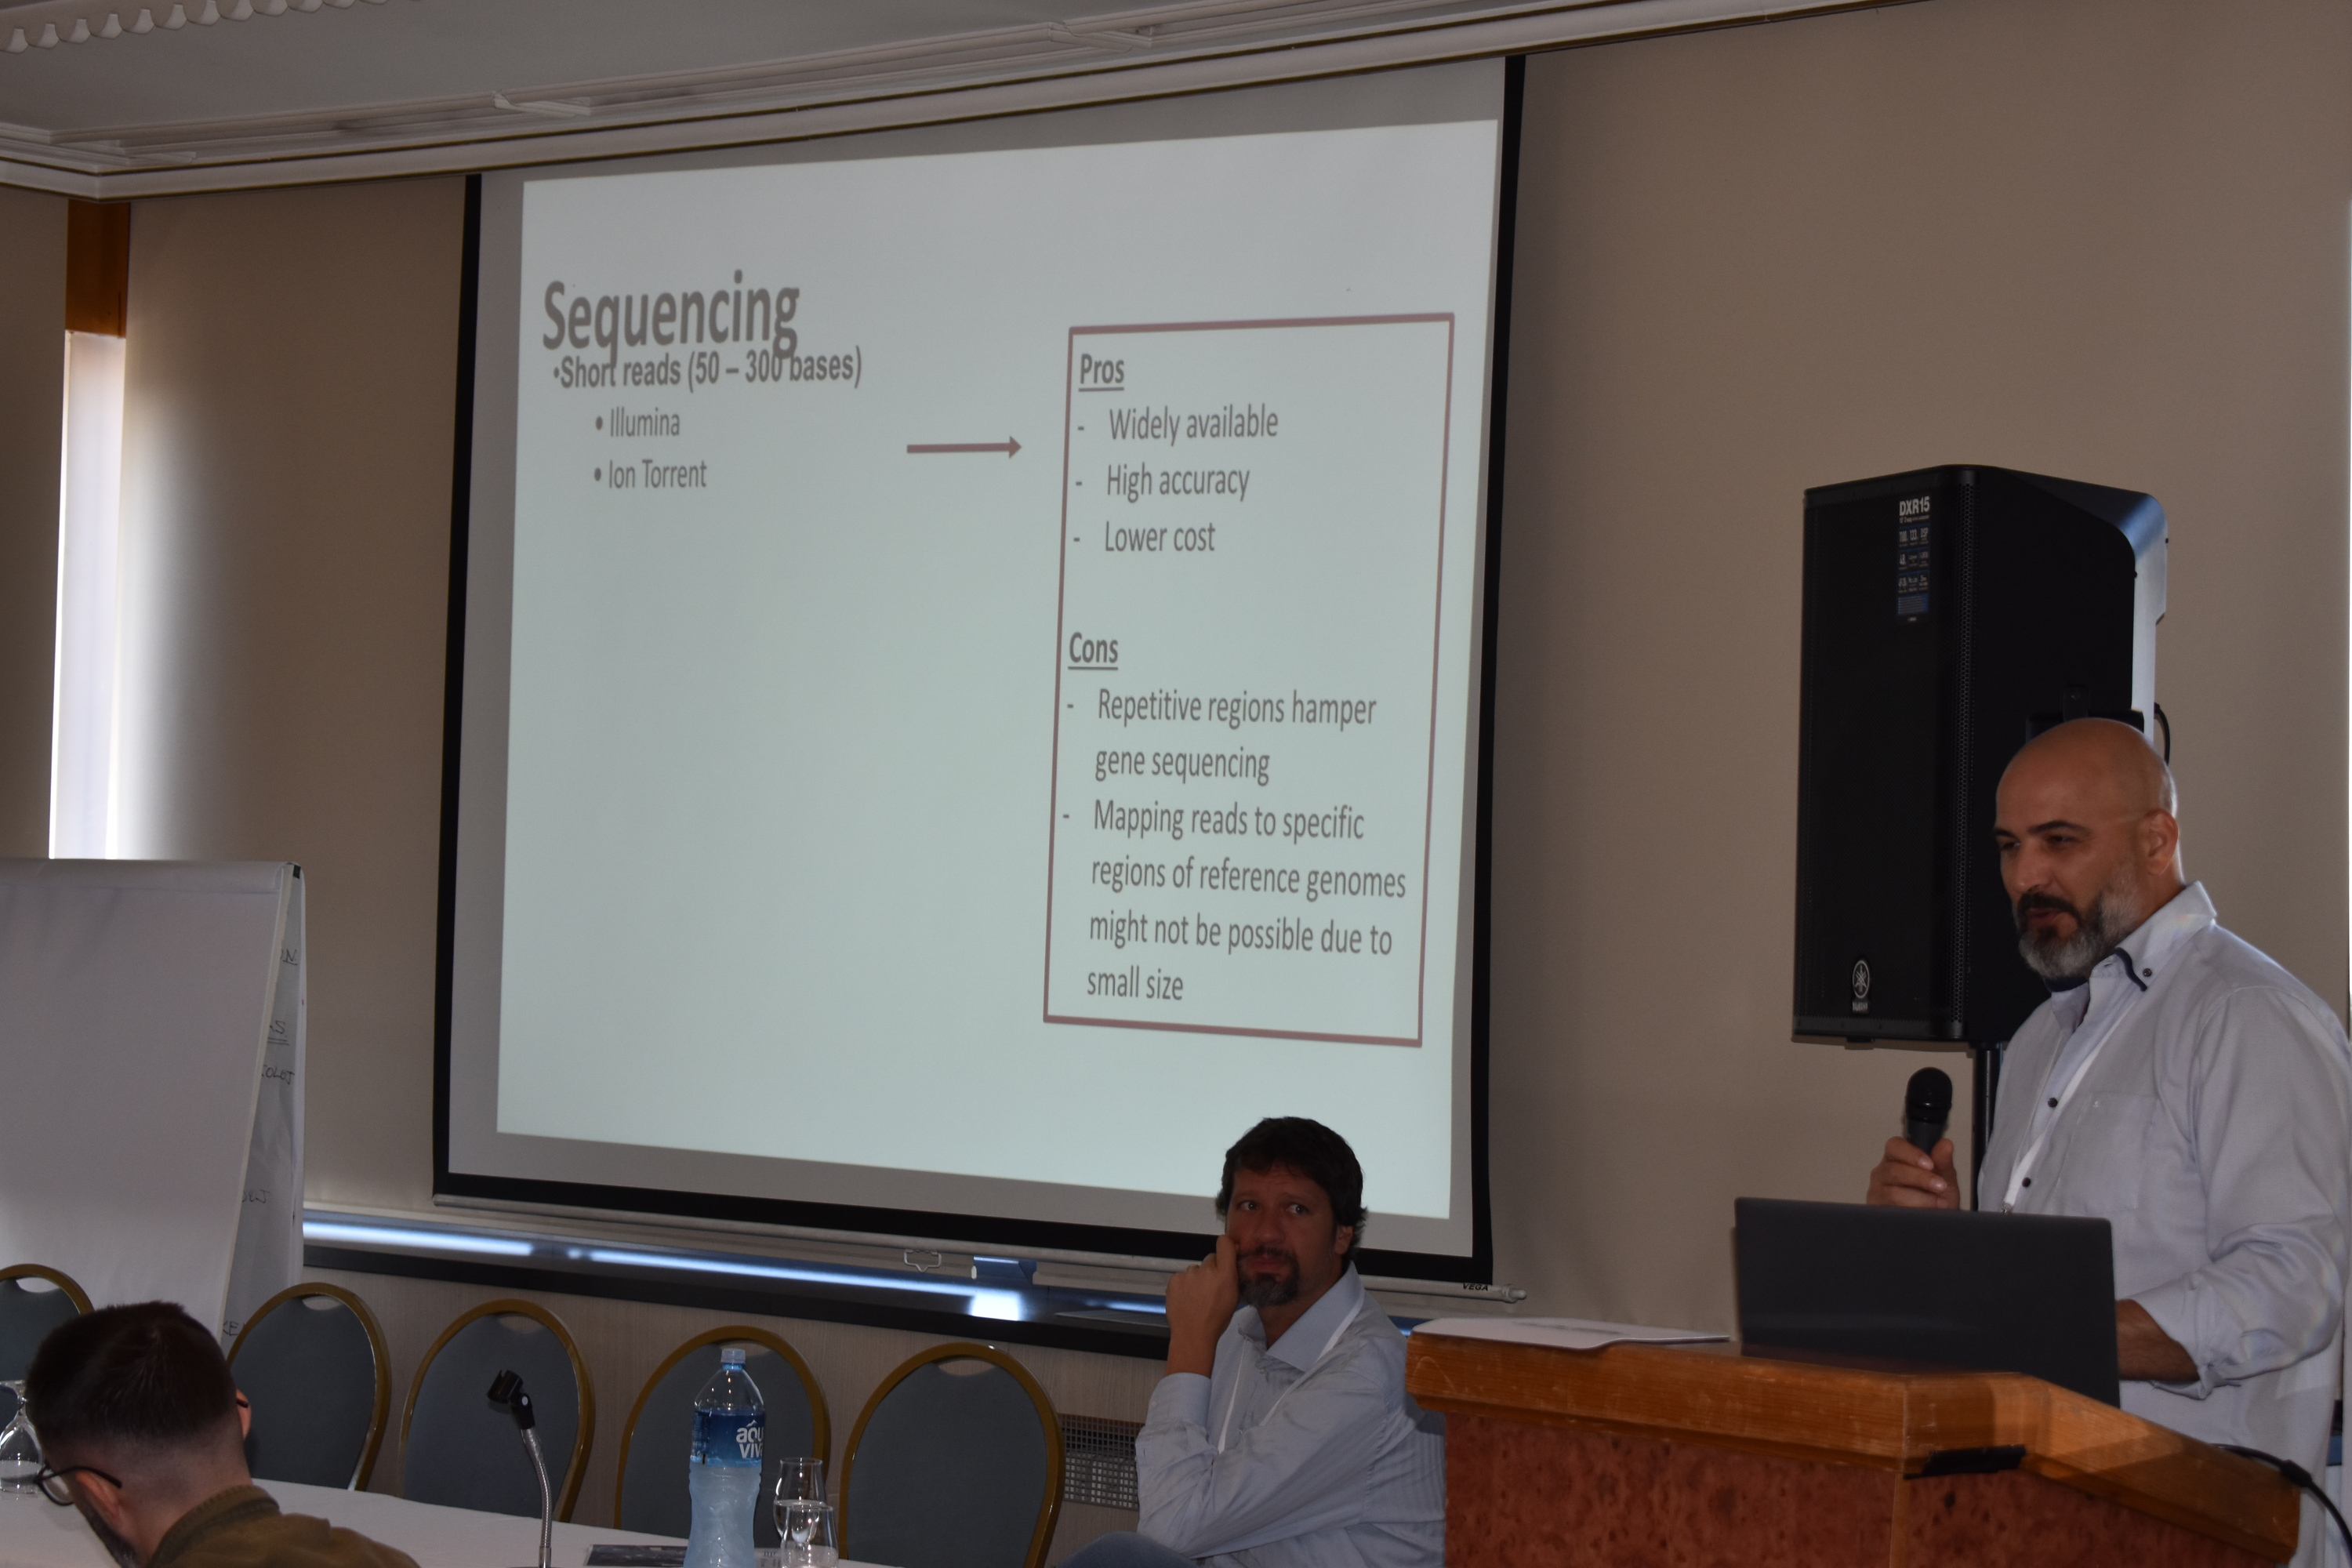 Sequencing
•Short reads (50 – 300 bases)
• Illumina
• Ion Torrent
Pros
- Widely available
- High accuracy
- Lower cost
Cons
- Repetitive regions hamper
gene sequencing
- Mapping reads to specific
regions of reference genomes
might not be possible due to
small size
DXR15
YAMAHA
VEGA